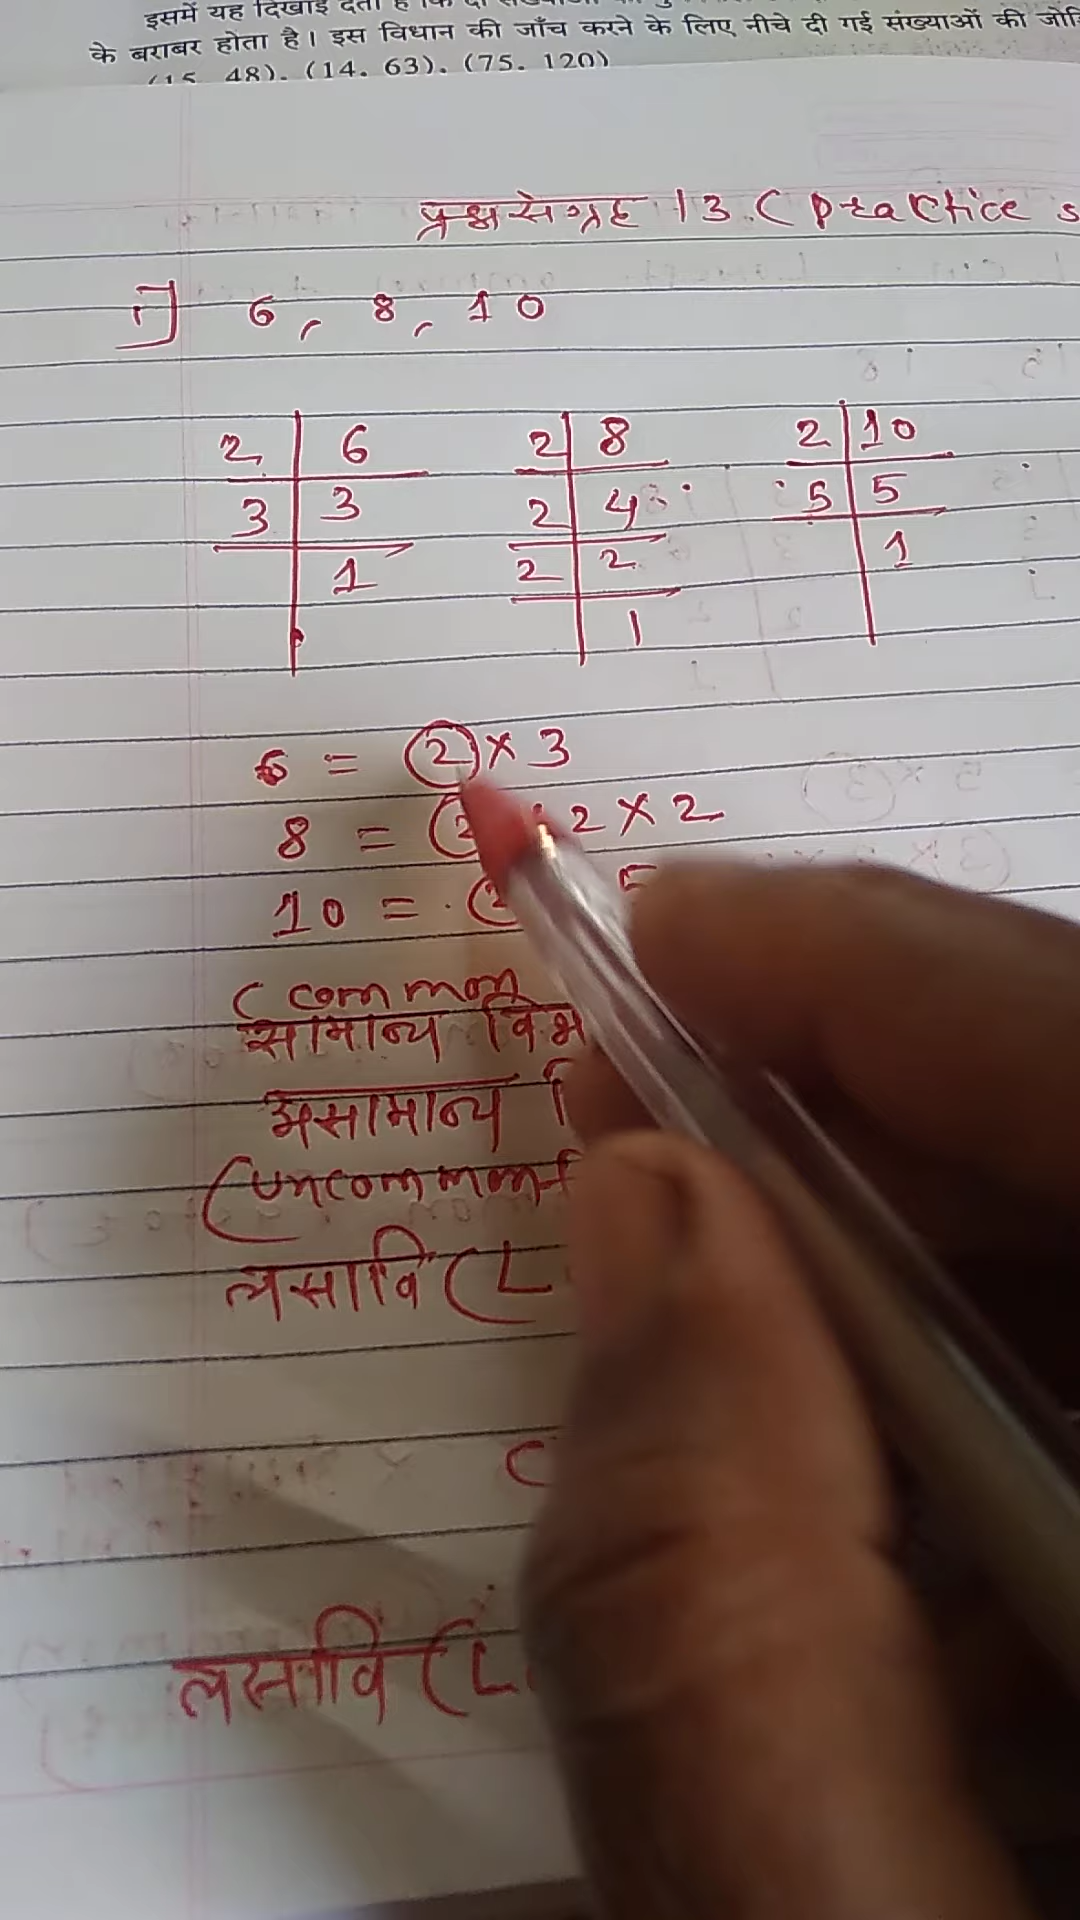 इसमें यह दिखाई देता है कि दो संख्याओं
के बराबर होता है। इस विधान की जाँच करने के लिए नीचे दी गई संख्याओं की
(15, 48), (14, 63), (75, 120)
प्रश्नसंग्रह 13 (Practice s
i] 6, 8, 10
2 6 2 8 2 10
3 3 2 4 5 5
1 2 2 1
1
6 = 2 × 3
8 = 2 2 × 2
10 = 2 5
(common
सामान्य विभ
असामान्य
(uncommon
लसावि (L
लसावि (L